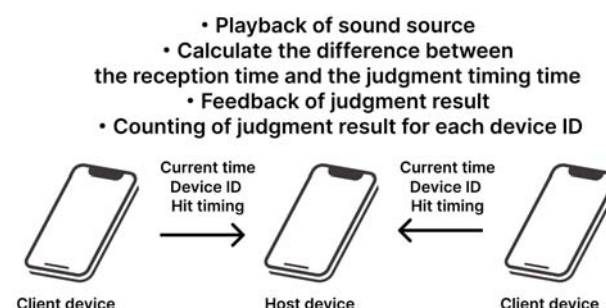 • Playback of sound source
• Calculate the difference between
the reception time and the judgment timing time
• Feedback of judgment result
• Counting of judgment result for each device ID
Current time
Device ID
Hit timing
Current time
Device ID
Hit timing
Client device
Host device
Client device